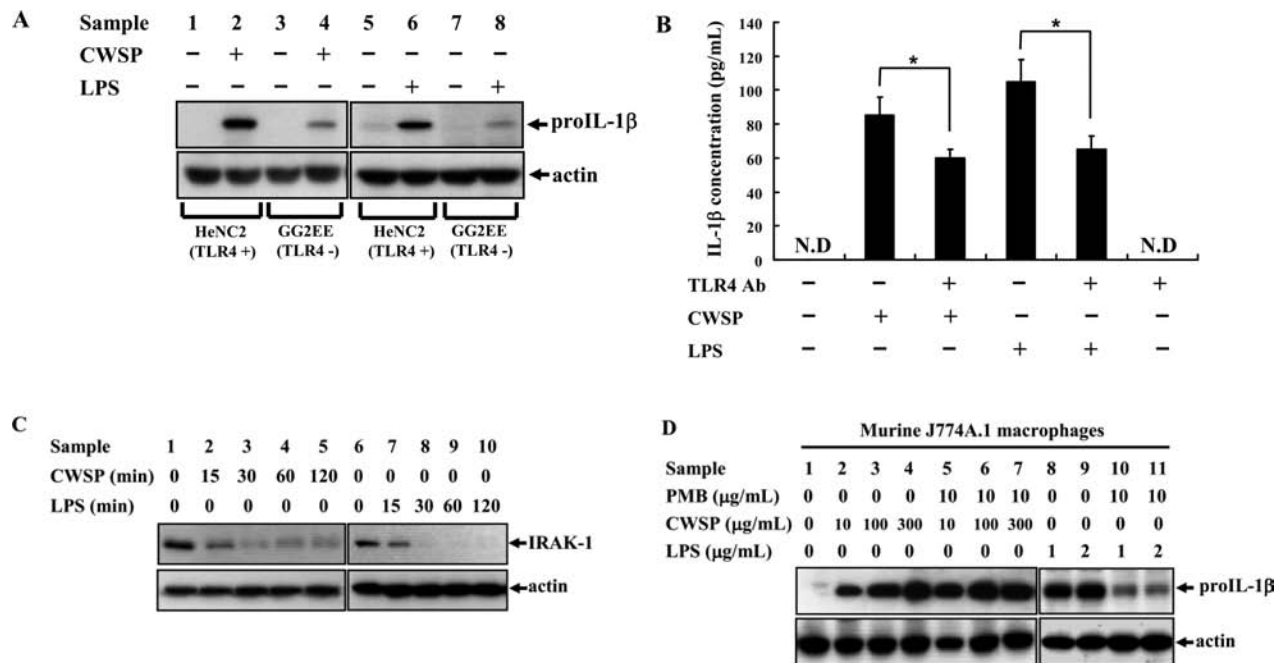 A
Sample 1 2 3 4 5 6 7 8
CWSP − + − + − − − −
LPS − − − − − + − +
proIL-1β
actin
HeNC2 GG2EE HeNC2 GG2EE
(TLR4 +) (TLR4 -) (TLR4 +) (TLR4 -)
B
IL-1β concentration (pg/mL)
140
120
100
80
60
40
20
0
* *
N.D N.D
TLR4 Ab − − + − + +
CWSP − + + − − −
LPS − − − + + −
C
Sample 1 2 3 4 5 6 7 8 9 10
CWSP (min) 0 15 30 60 120 0 0 0 0 0
LPS (min) 0 0 0 0 0 0 15 30 60 120
IRAK-1
actin
D
Murine J774A.1 macrophages
Sample 1 2 3 4 5 6 7 8 9 10 11
PMB (μg/mL) 0 0 0 0 10 10 10 0 0 10 10
CWSP (μg/mL) 0 10 100 300 10 100 300 0 0 0 0
LPS (μg/mL) 0 0 0 0 0 0 0 1 2 1 2
proIL-1β
actin